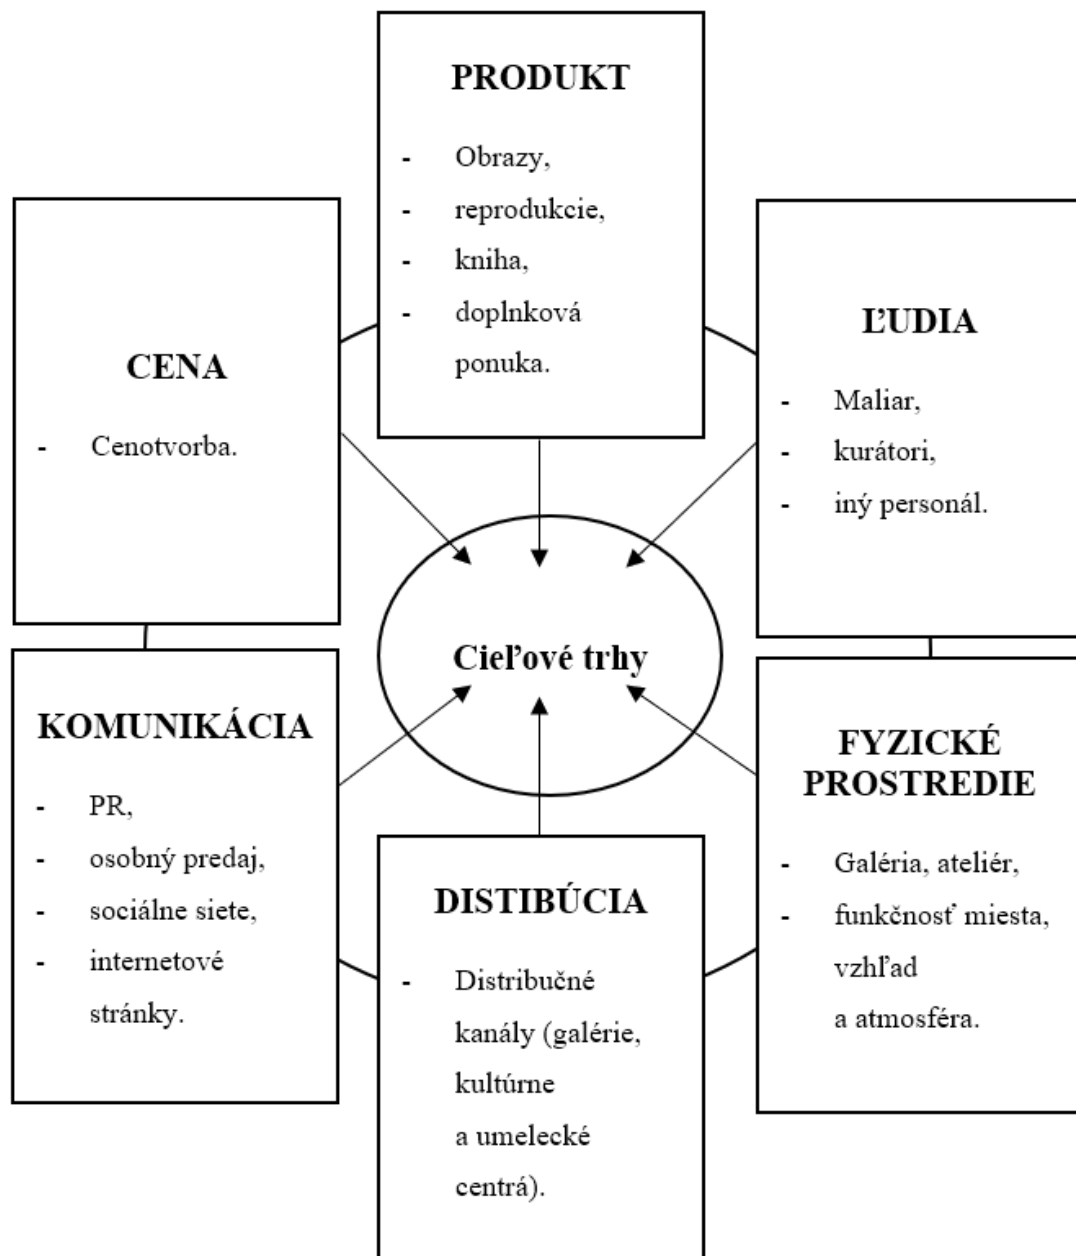 PRODUKT
- Obrazy,
- reprodukcie,
- kniha,
- doplnková
ponuka.
CENA
- Cenotvorba.
ĽUDIA
- Maliar,
- kurátori,
- iný personál.
Cieľové trhy
KOMUNIKÁCIA
- PR,
- osobný predaj,
- sociálne siete,
- internetové
stránky.
DISTIBÚCIA
- Distribučné
kanály (galérie,
kultúrne
a umelecké
centrá).
FYZICKÉ
PROSTREDIE
- Galéria, ateliér,
- funkčnosť miesta,
vzhľad
a atmosféra.